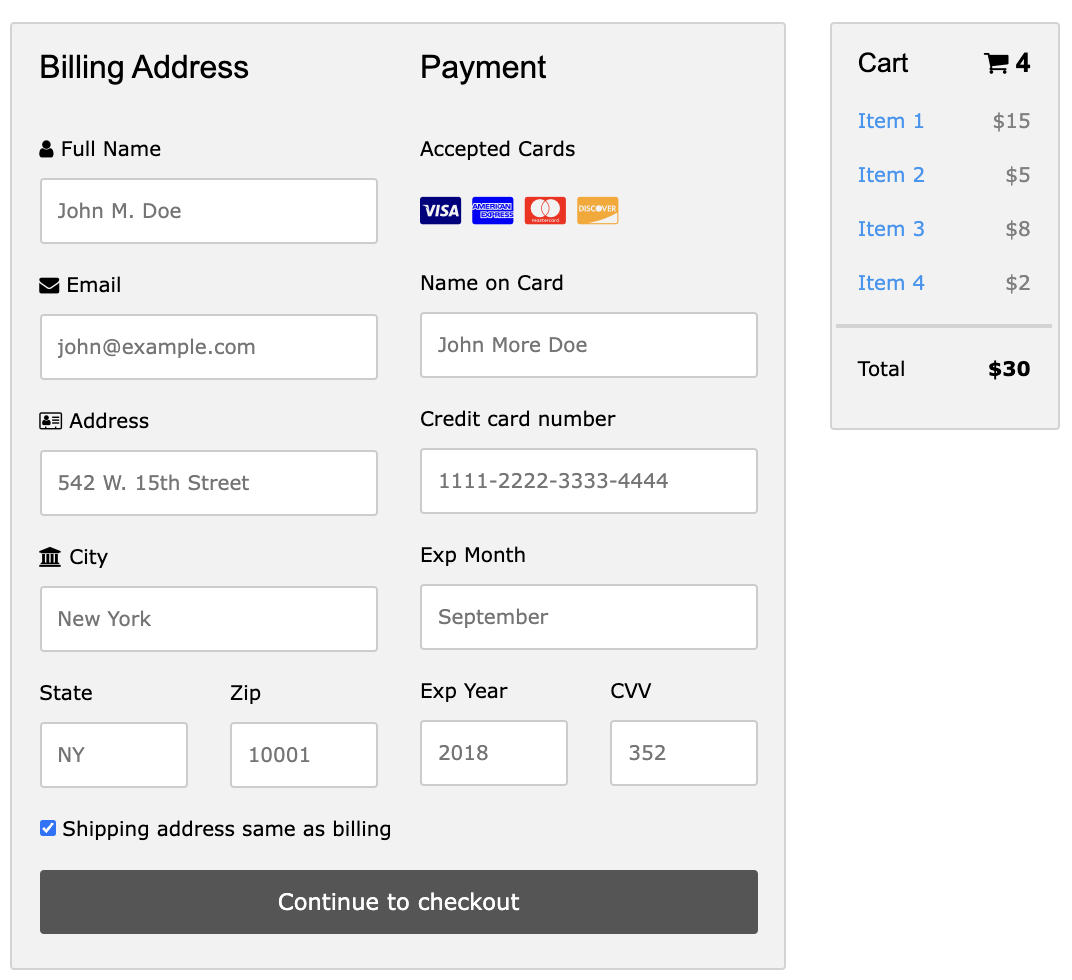 Billing Address
Full Name
John M. Doe
Email
john@example.com
Address
542 W. 15th Street
City
New York
State Zip
NY 10001
Payment
Accepted Cards
VISA AMERICAN EXPRESS mastercard DISCOVER
Name on Card
John More Doe
Credit card number
1111-2222-3333-4444
Exp Month
September
Exp Year CVV
2018 352
Shipping address same as billing
Continue to checkout
Cart 4
Item 1 $15
Item 2 $5
Item 3 $8
Item 4 $2
Total $30